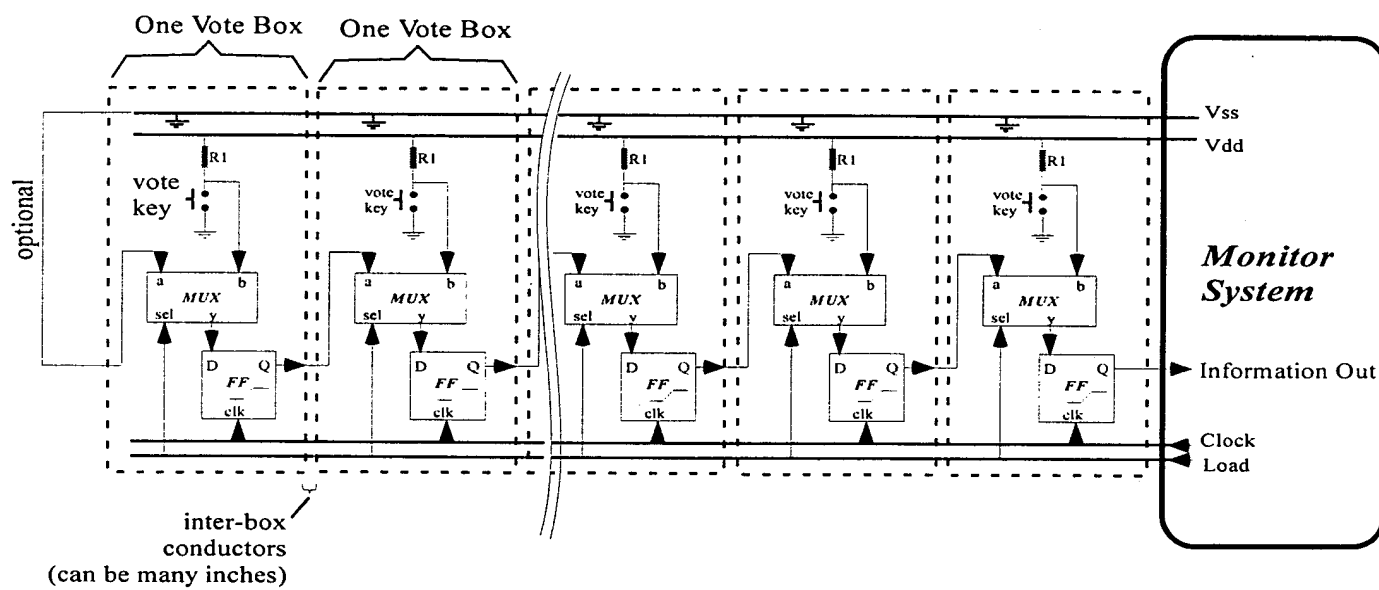 One Vote Box
One Vote Box
Vss
Vdd
R1
R1
R1
R1
R1
optional
vote
key
vote
key
vote
key
vote
key
vote
key
a
b
MUX
sel
y
a
b
MUX
sel
y
a
b
MUX
sel
y
a
b
MUX
sel
y
a
b
MUX
sel
y
Monitor
System
D
Q
FF
clk
D
Q
FF
clk
D
Q
FF
clk
D
Q
FF
clk
D
Q
FF
clk
Information Out
Clock
Load
inter-box
conductors
(can be many inches)